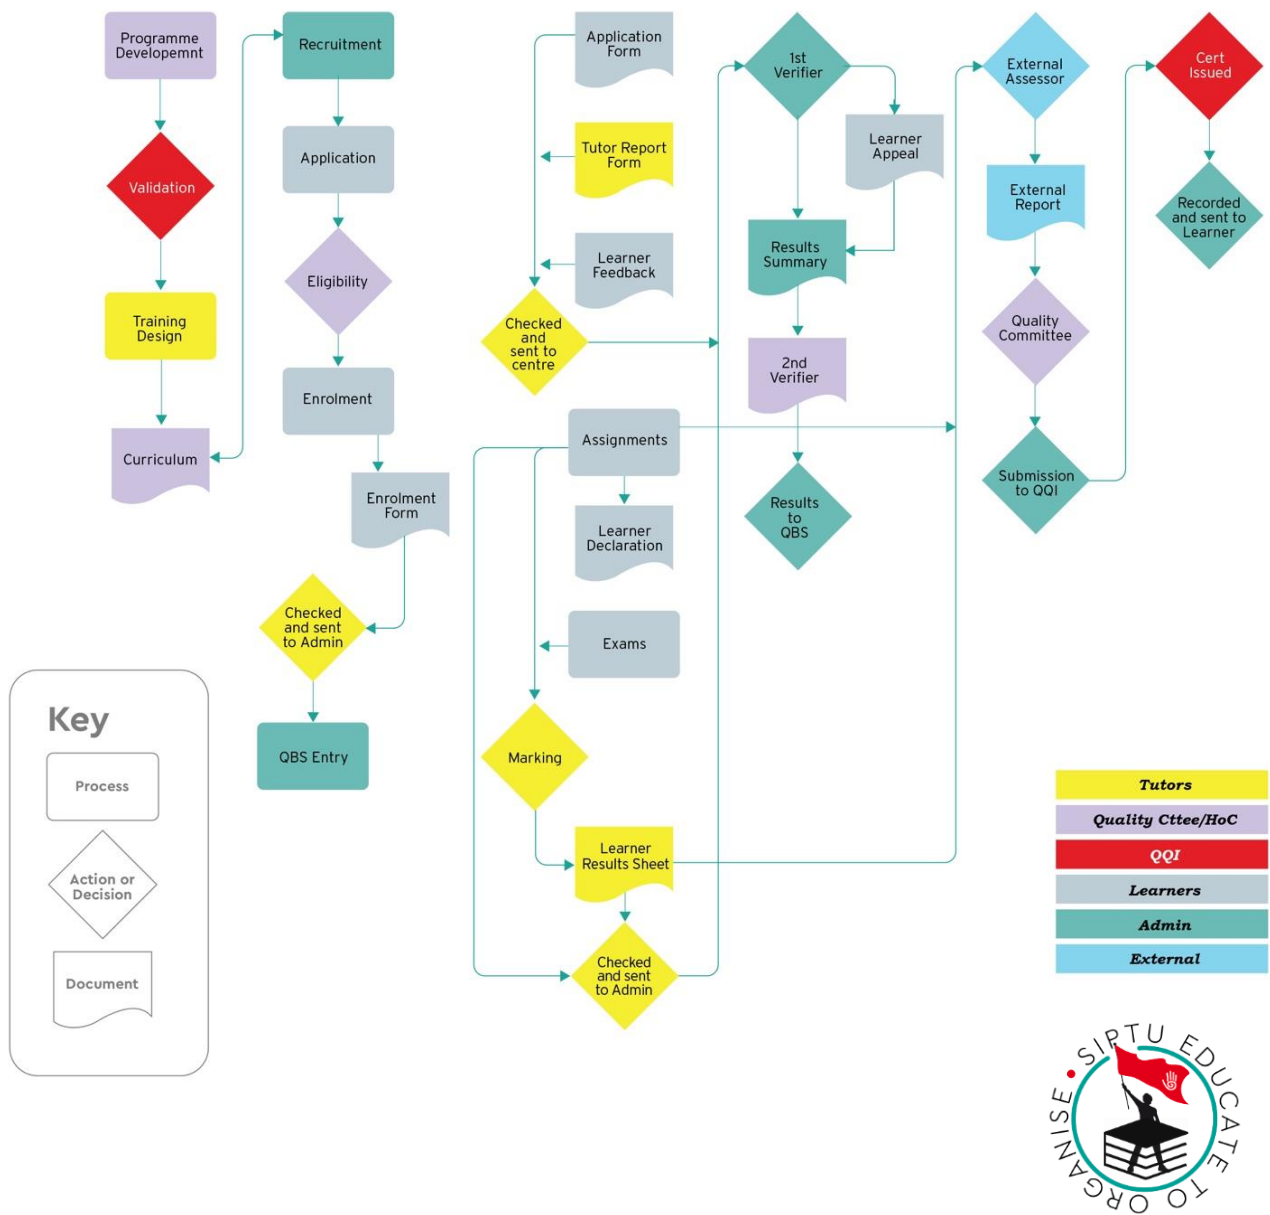 Programme
Developemnt
Validation
Training
Design
Curriculum
Recruitment
Application
Eligibility
Enrolment
Enrolment
Form
Checked
and sent
to Admin
QBS Entry
Application
Form
Tutor Report
Form
Learner
Feedback
Checked
and
sent to
centre
Assignments
Learner
Declaration
Exams
Marking
Learner
Results Sheet
Checked
and sent
to Admin
1st
Verifier
Learner
Appeal
Results
Summary
2nd
Verifier
Results
to
QBS
External
Assessor
External
Report
Quality
Committee
Submission
to QQI
Cert
Issued
Recorded
and sent to
Learner
Key
Process
Action or
Decision
Document
Tutors
Quality Cttee/HoC
QQI
Learners
Admin
External
SIPTU EDUCATE TO ORGANISE •